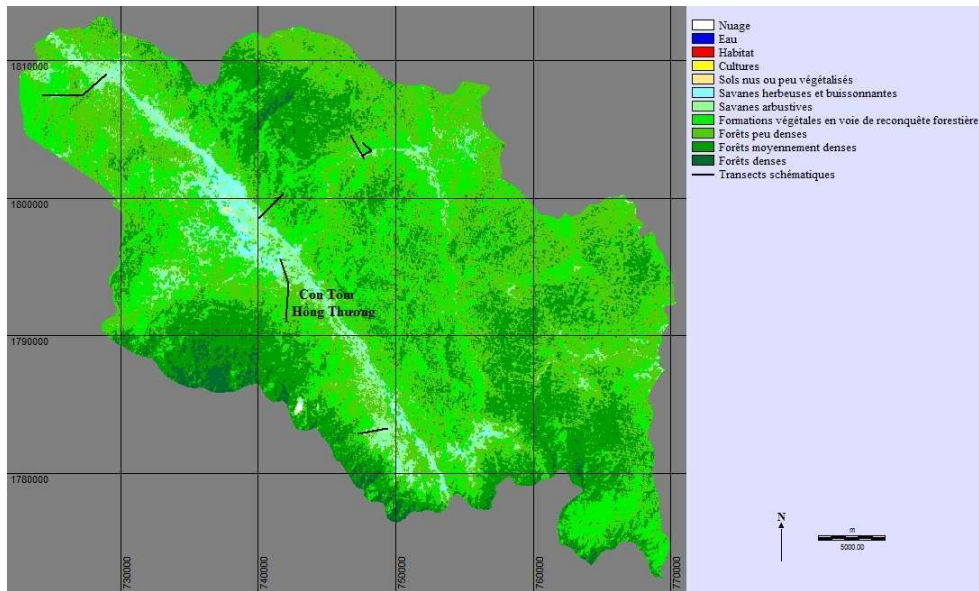 1810000
1800000
1790000
1780000
730000
740000
750000
760000
770000
Con Tom
Hông Thương
Nuage
Eau
Habitat
Cultures
Sols nus ou peu végétalisés
Savanes herbeuses et buissonnantes
Savanes arbustives
Formations végétales en voie de reconquête forestière
Forêts peu denses
Forêts moyennement denses
Forêts denses
Transects schématiques
N
m
5000.00